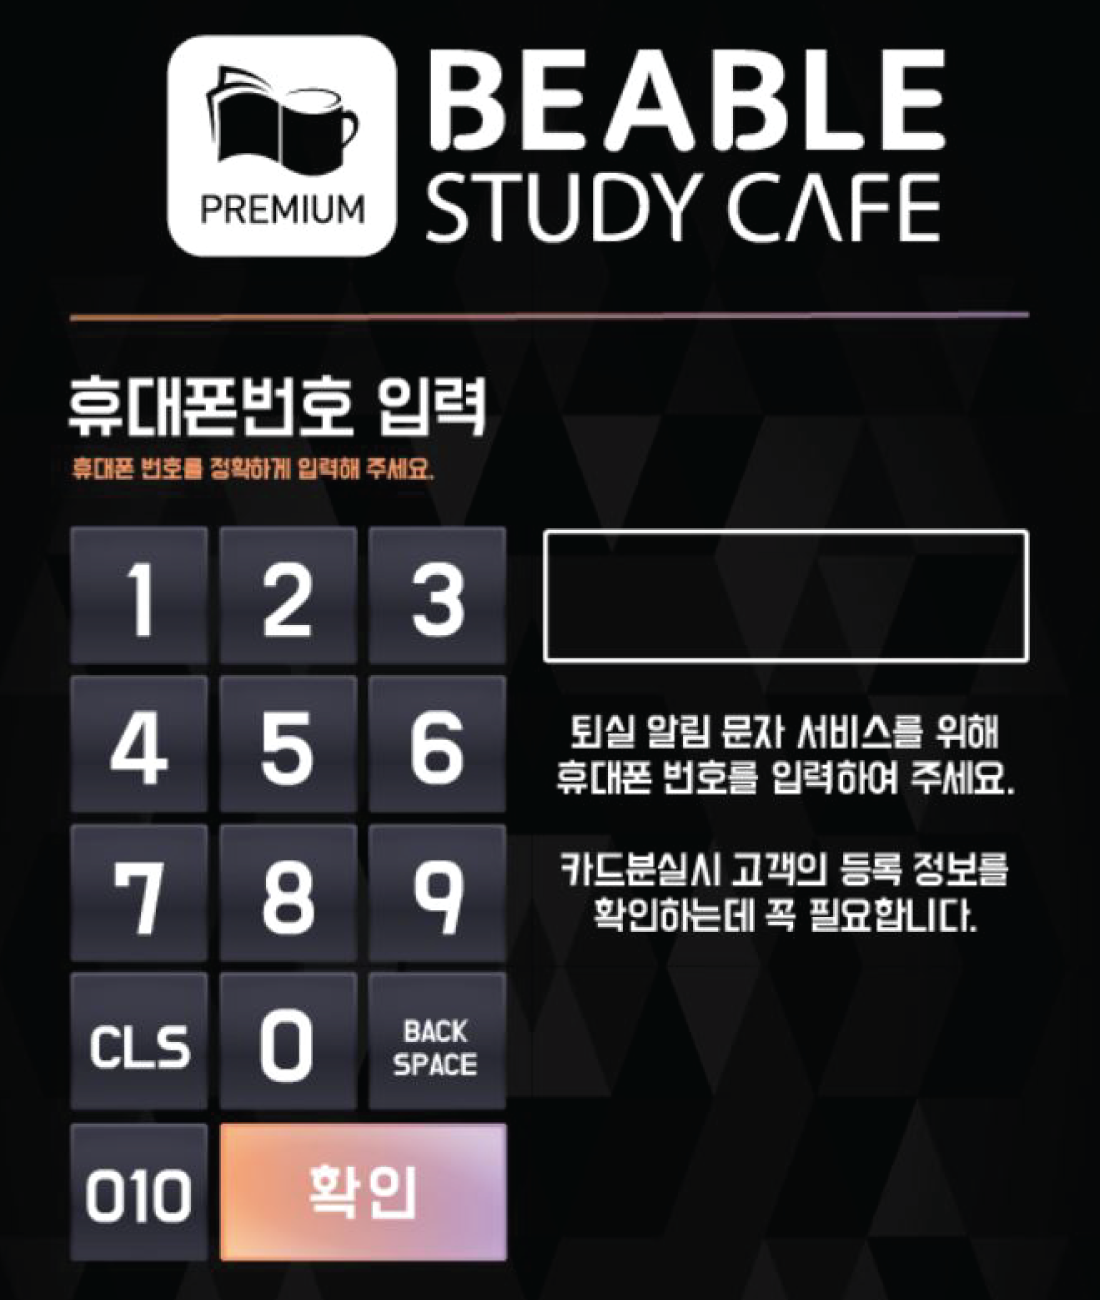 PREMIUM
BEABLE
STUDY CAFE
휴대폰번호 입력
휴대폰 번호를 정확하게 입력해 주세요.
1 2 3
4 5 6
7 8 9
CLS 0 BACK SPACE
010 확인
퇴실 알림 문자 서비스를 위해
휴대폰 번호를 입력하여 주세요.
카드분실시 고객의 등록 정보를
확인하는데 꼭 필요합니다.